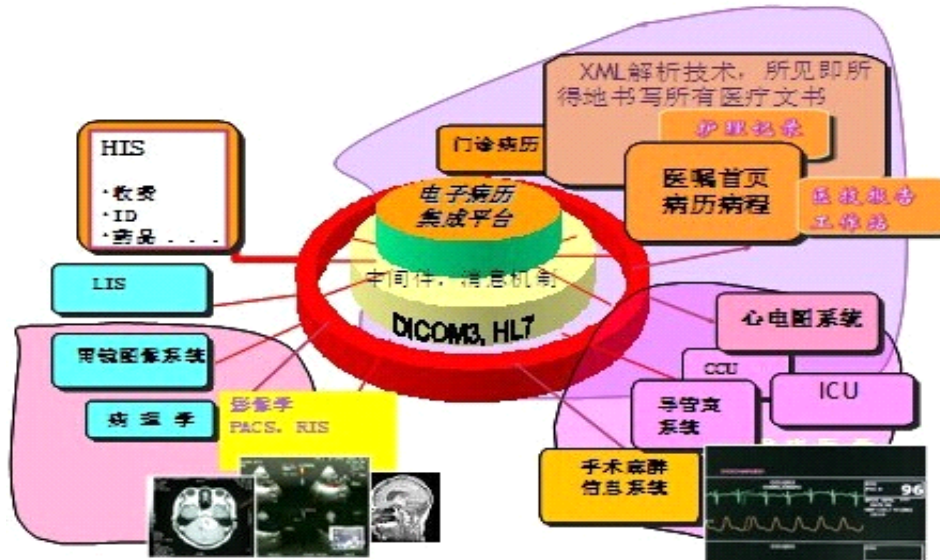 XML解析技术，所见即所
得地书写所有医疗文书
护理记录
门诊病历
HIS
·收费
·ID
·药品 . . .
医嘱首页
病历病程
医技报告
工作站
电子病历
集成平台
中间件，消息机制
DICOM3, HL7
LIS
胃镜图像系统
病 理 学
影像学
PACS，RIS
心电图系统
CCU
ICU
导管室
系统
手术麻醉
信息系统
96